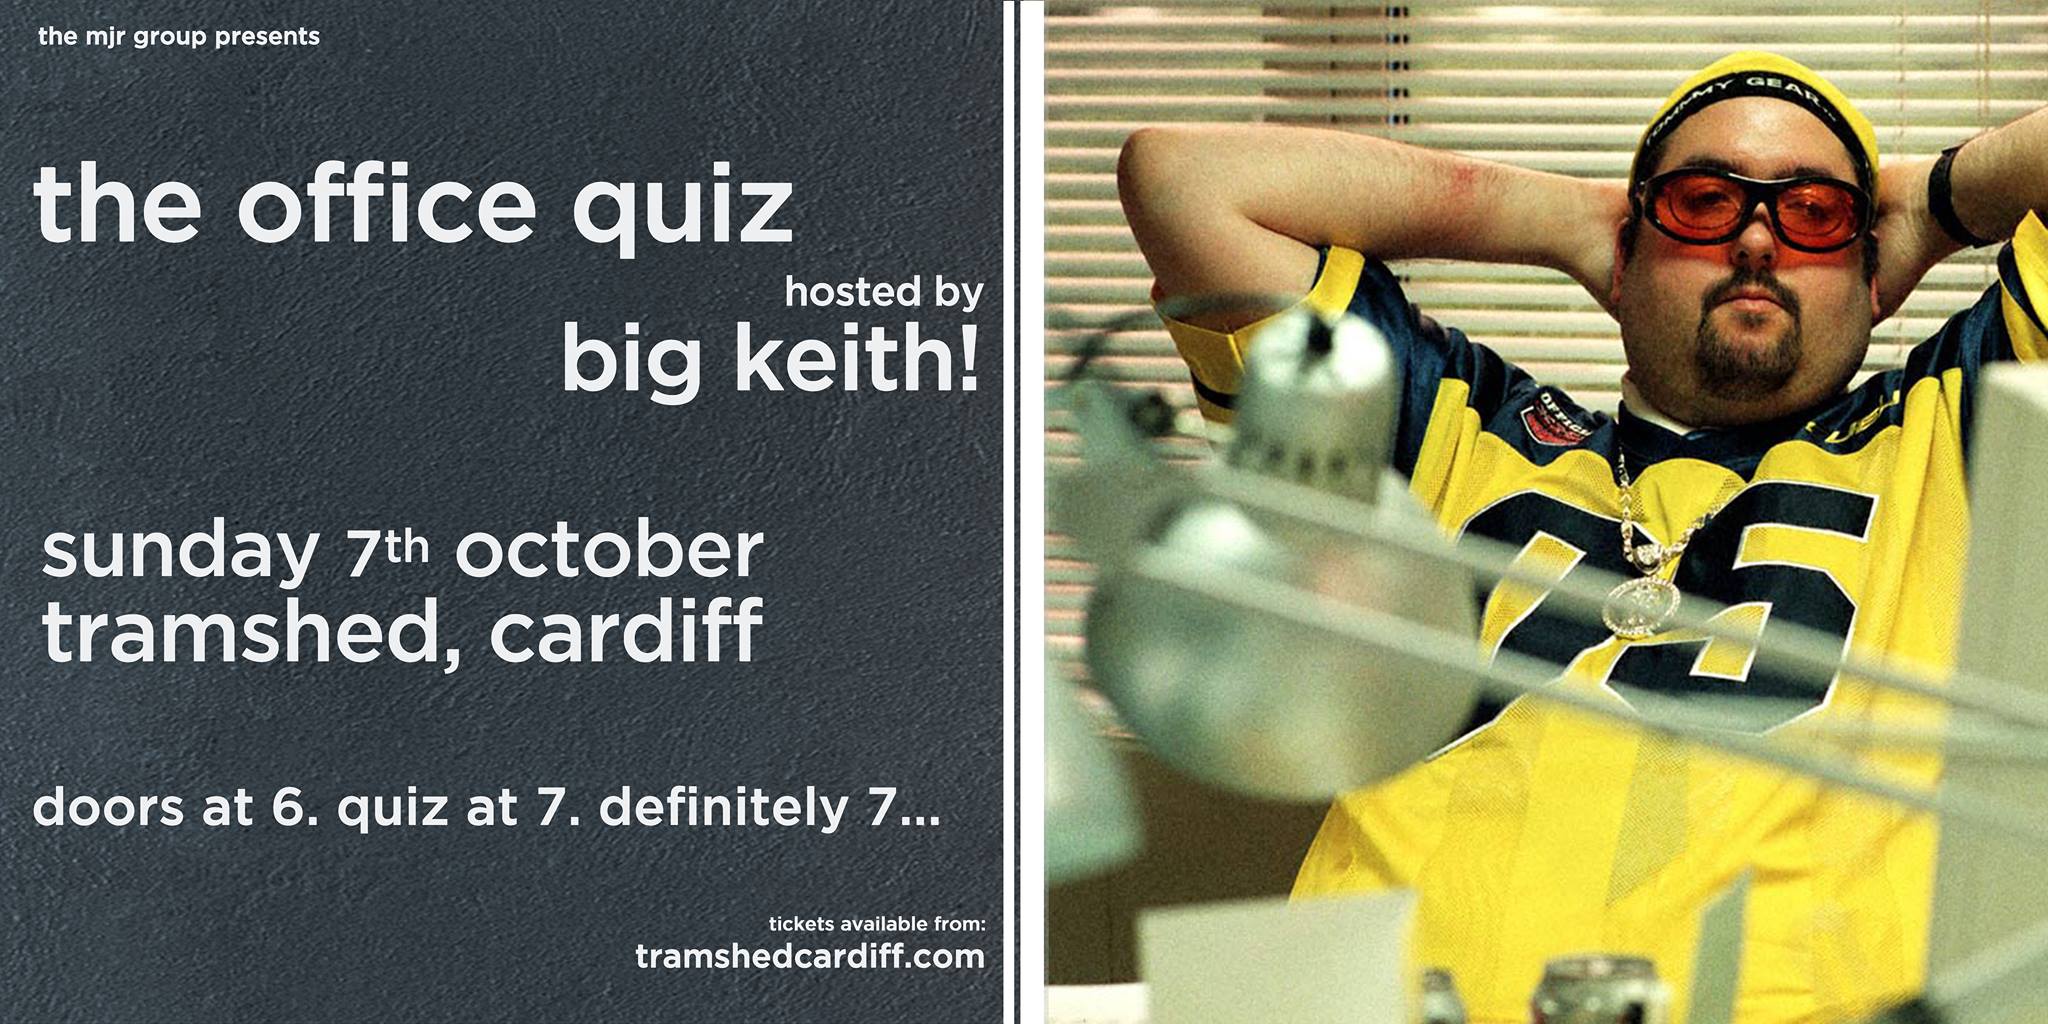 the mjr group presents
the office quiz
hosted by
big keith!
sunday 7th october
tramshed, cardiff
doors at 6. quiz at 7. definitely 7...
tickets available from:
tramshedcardiff.com
TOMMY GEAR
OFFICE